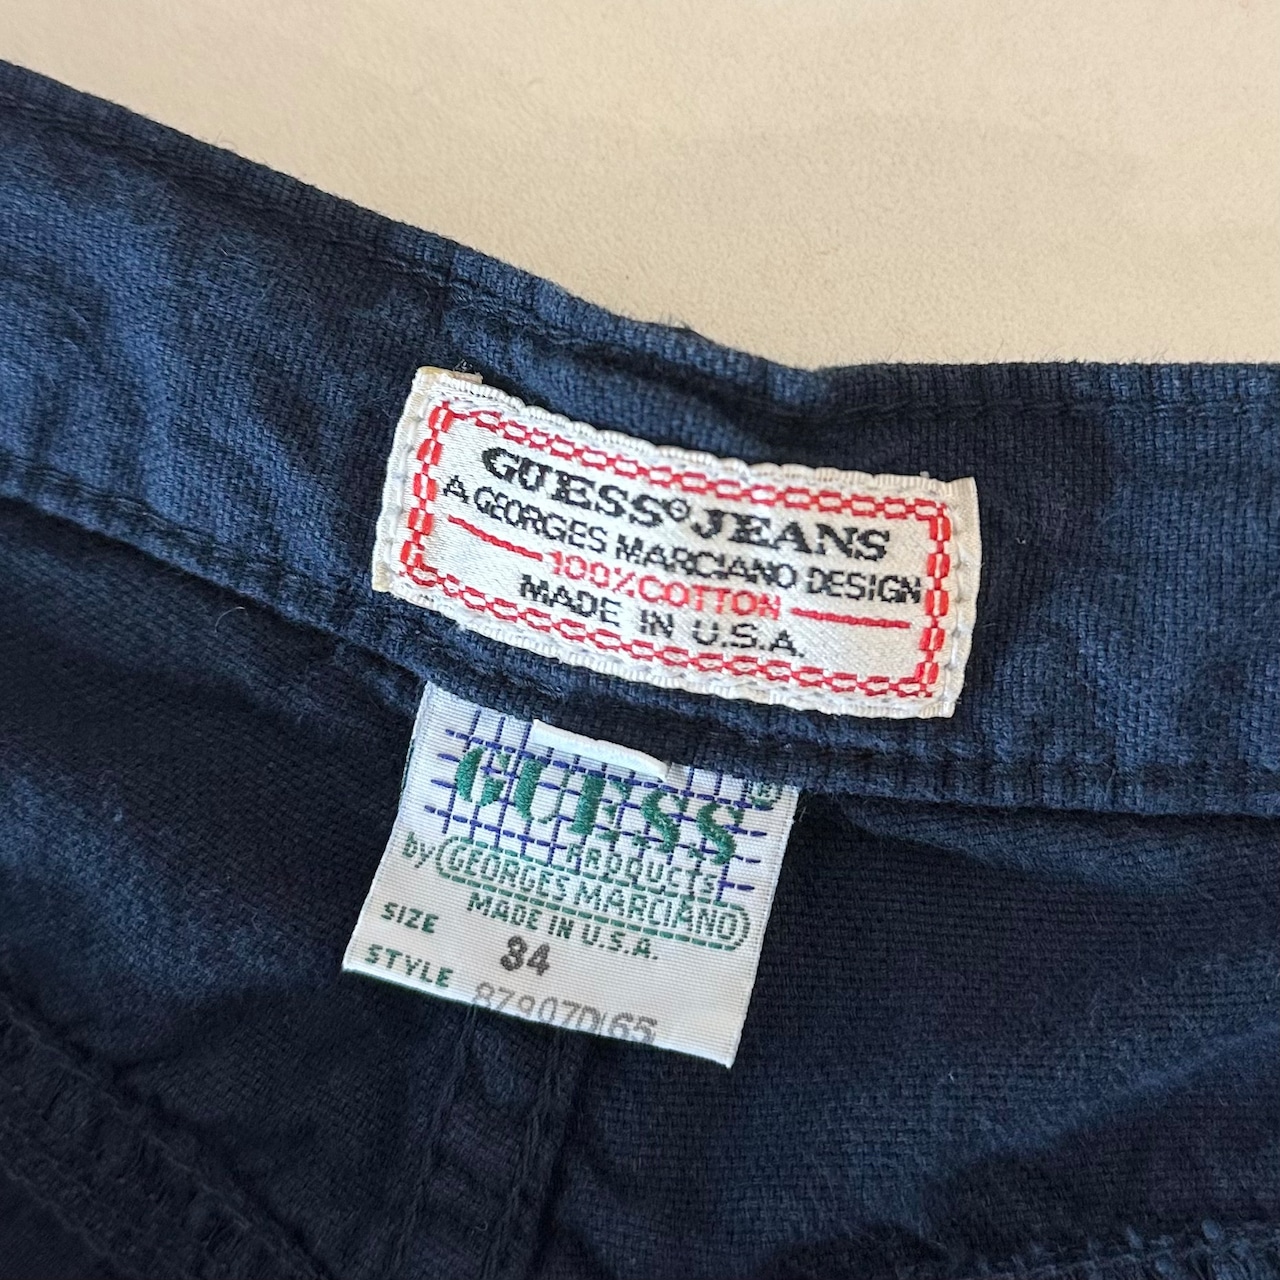 GUESS® JEANS
A GEORGES MARCIANO DESIGN
100% COTTON
MADE IN U.S.A.
GUESS®
PRODUCTS
by GEORGES MARCIANO
MADE IN U.S.A.
SIZE 34
STYLE 87907D165